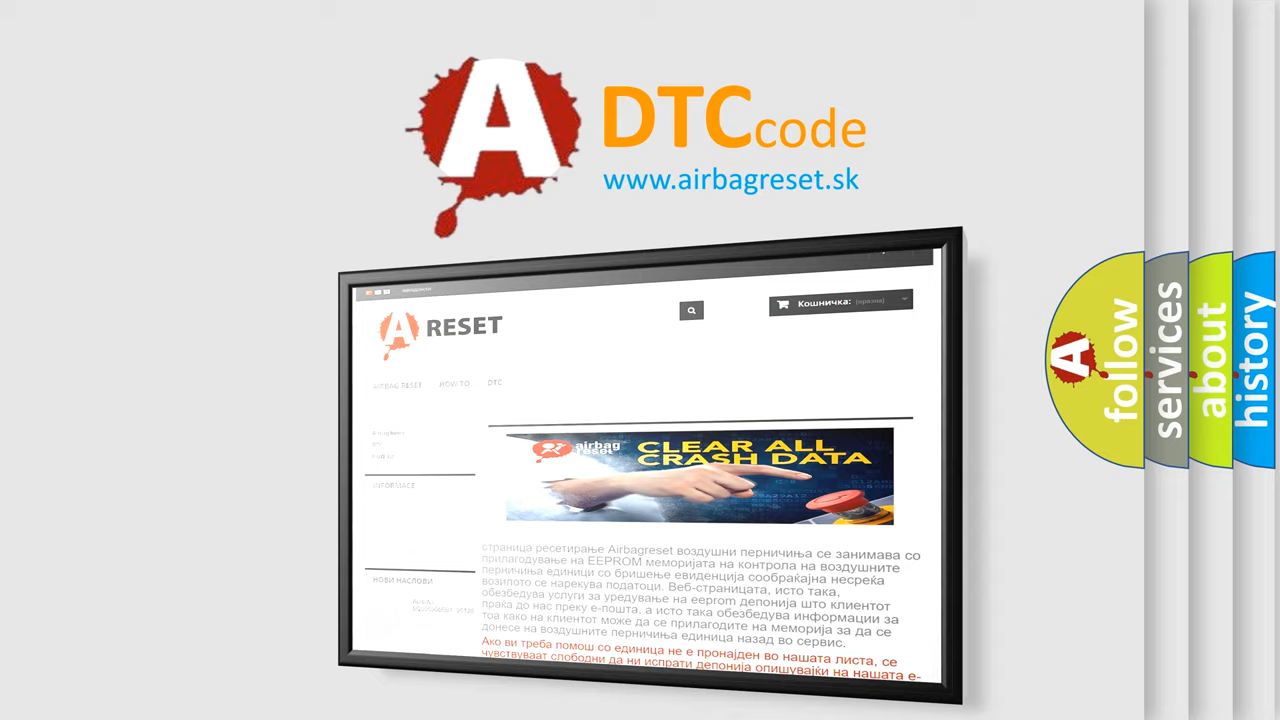 A
DTCcode
www.airbagreset.sk
A RESET
Кошничка: (празна)
AIRBAG RESET HOW TO DTC
INFORMACE
НОВИ НАСЛОВИ
airbag
reset
CLEAR ALL
CRASH DATA
страница ресетирање Airbagreset воздушни перничиња се занимава со
прилагодување на EEPROM меморијата на контрола на воздушните
перничиња единици со бришење евиденција сообраќајна несреќа
возилото се нарекува податоци. Веб-страницата, исто така,
обезбедува услуги за уредување на eeprom депонија што клиентот
праќа до нас преку е-пошта, а исто така обезбедува информации за
тоа како на клиентот може да се прилагодите на меморија за да се
донесе на воздушните перничиња единица назад во сервис.
Ако ви треба помош со единица не е пронајден во нашата листа, се
чувствуваат слободни да ни испрати депонија опишувајќи на нашата е-
A
follow
services
about
history